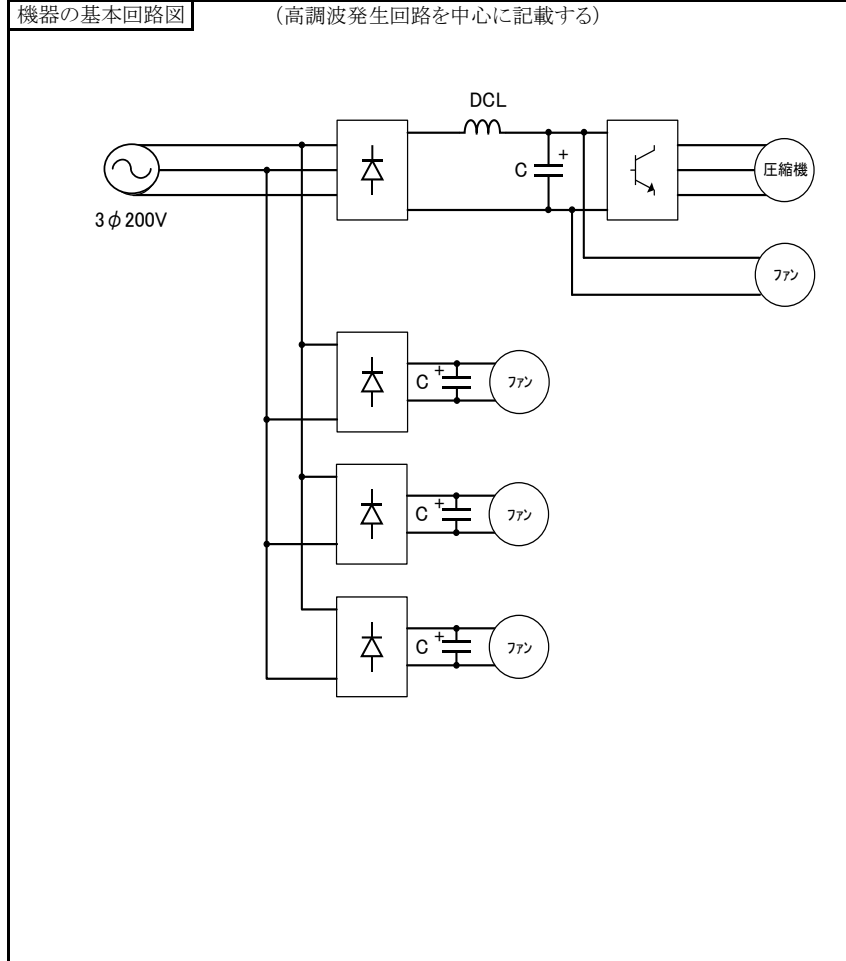 機器の基本回路図
(高調波発生回路を中心に記載する)
DCL
C
+
圧縮機
3φ200V
ファン
C
+
ファン
C
+
ファン
C
+
ファン